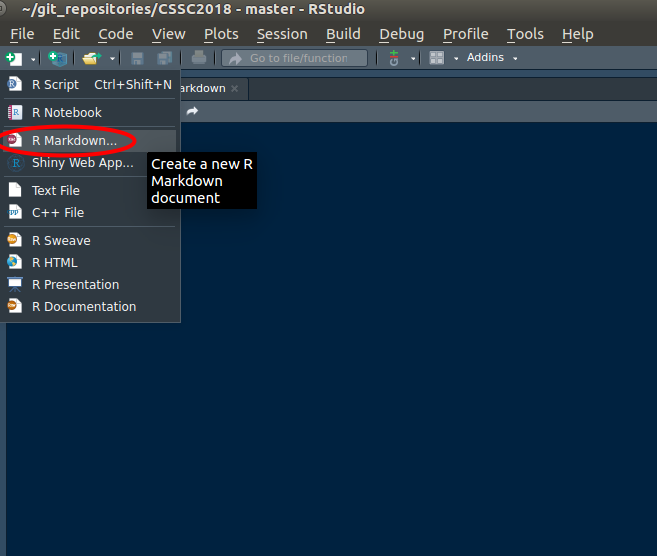 ~/git_repositories/CSSC2018 - master - RStudio
File Edit Code View Plots Session Build Debug Profile Tools Help
Go to file/function Addins
R Script Ctrl+Shift+N
arkdown
R Notebook
R Markdown...
Shiny Web App...
Create a new R
Markdown
document
Text File
C++ File
R Sweave
R HTML
R Presentation
R Documentation